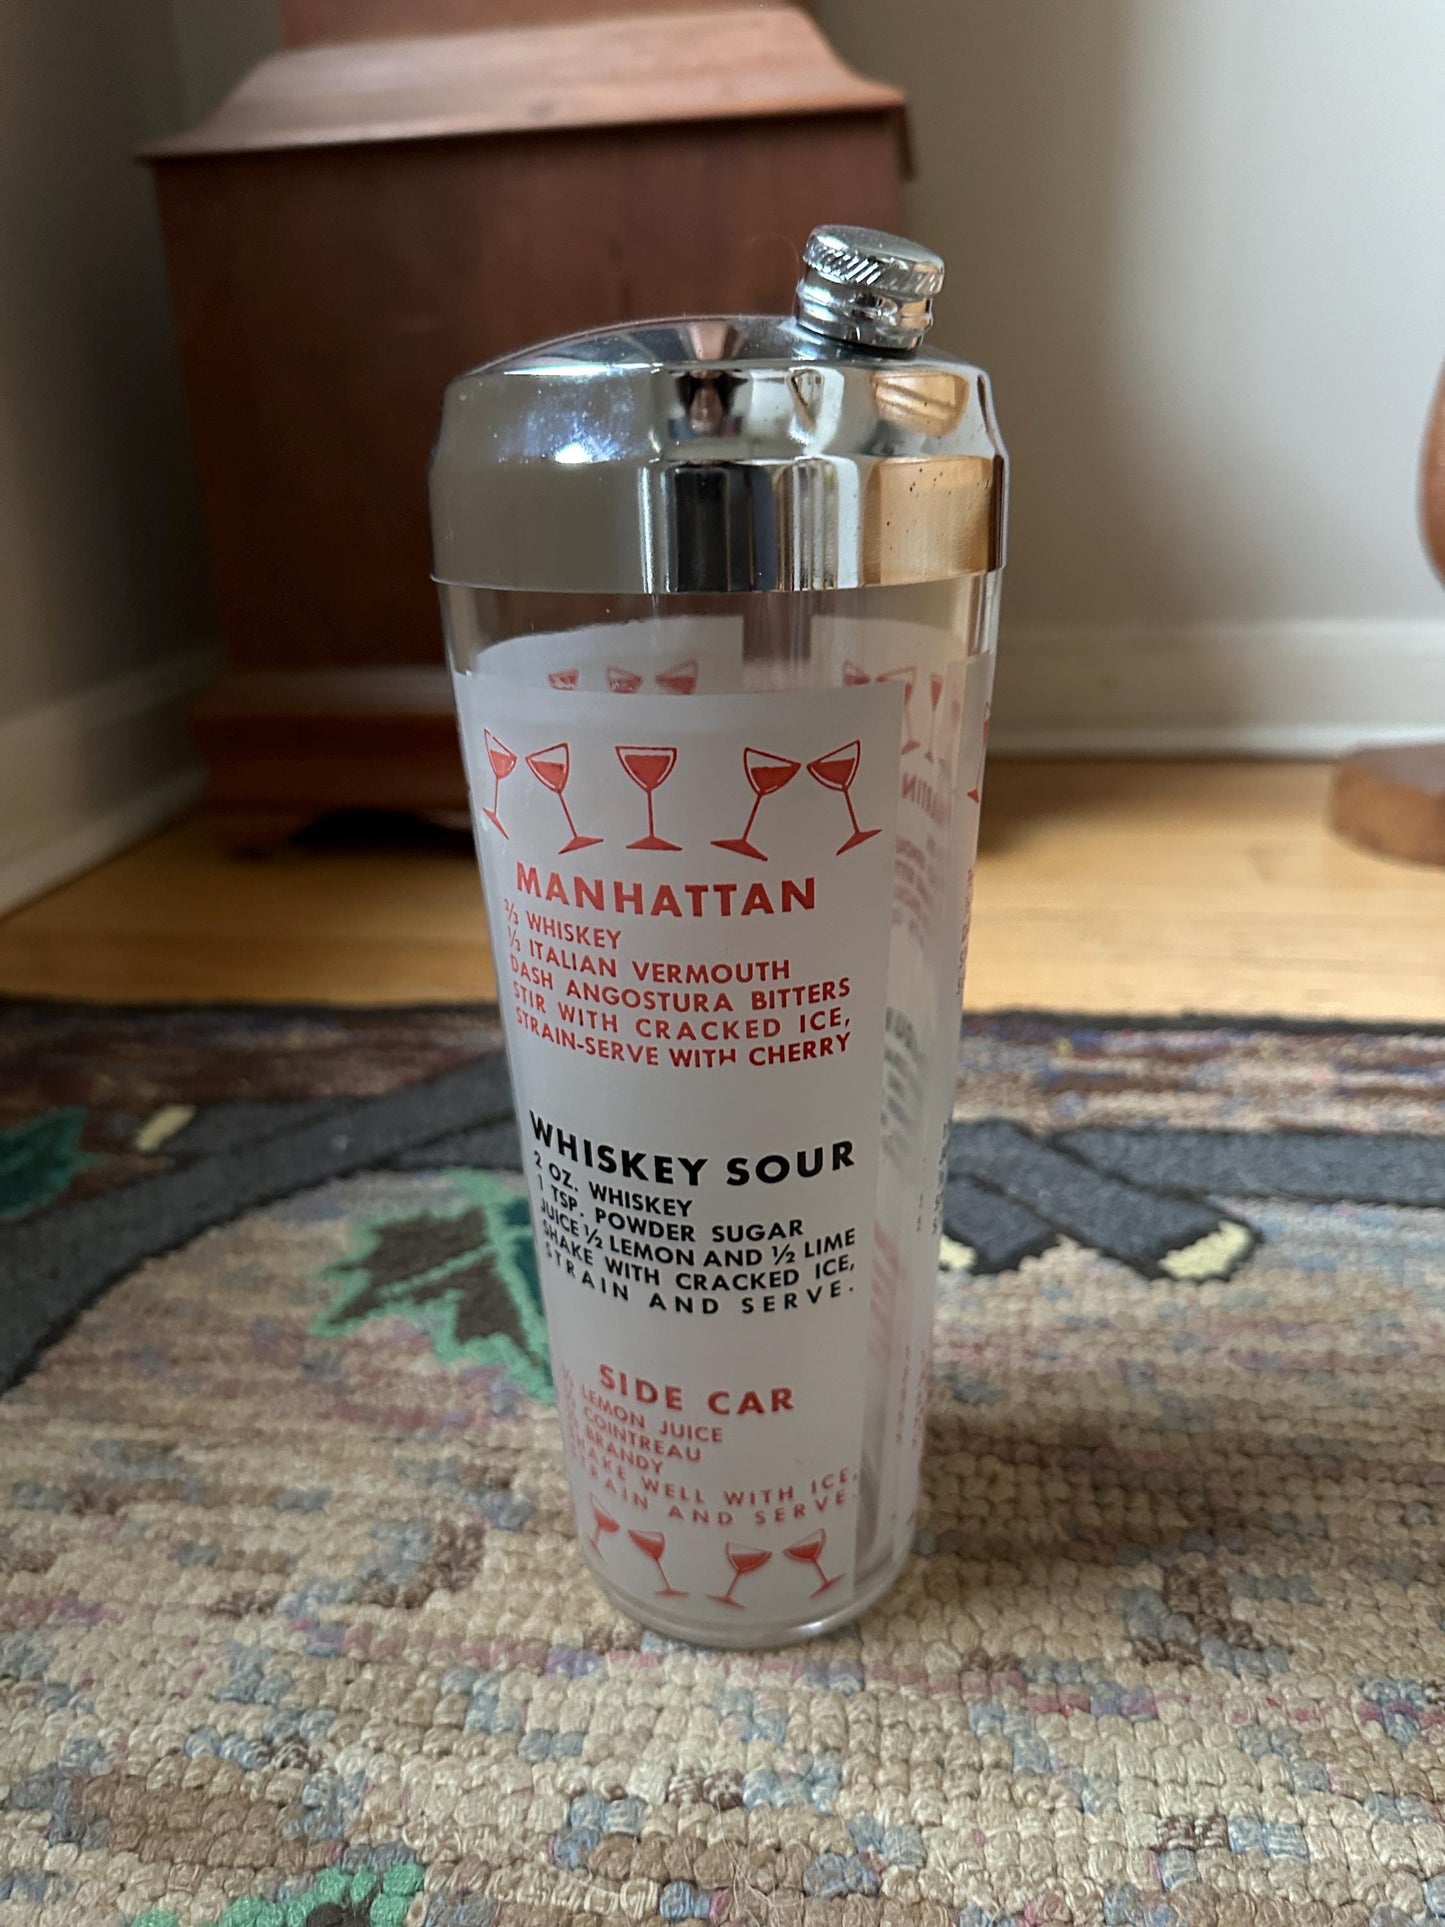 MANHATTAN
⅔ WHISKEY
⅓ ITALIAN VERMOUTH
DASH ANGOSTURA BITTERS
STIR WITH CRACKED ICE,
STRAIN-SERVE WITH CHERRY
WHISKEY SOUR
2 OZ. WHISKEY
1 TSP. POWDER SUGAR
JUICE ½ LEMON AND ½ LIME
SHAKE WITH CRACKED ICE,
STRAIN AND SERVE.
SIDE CAR
LEMON JUICE
COINTREAU
BRANDY
SHAKE WELL WITH ICE,
STRAIN AND SERVE.